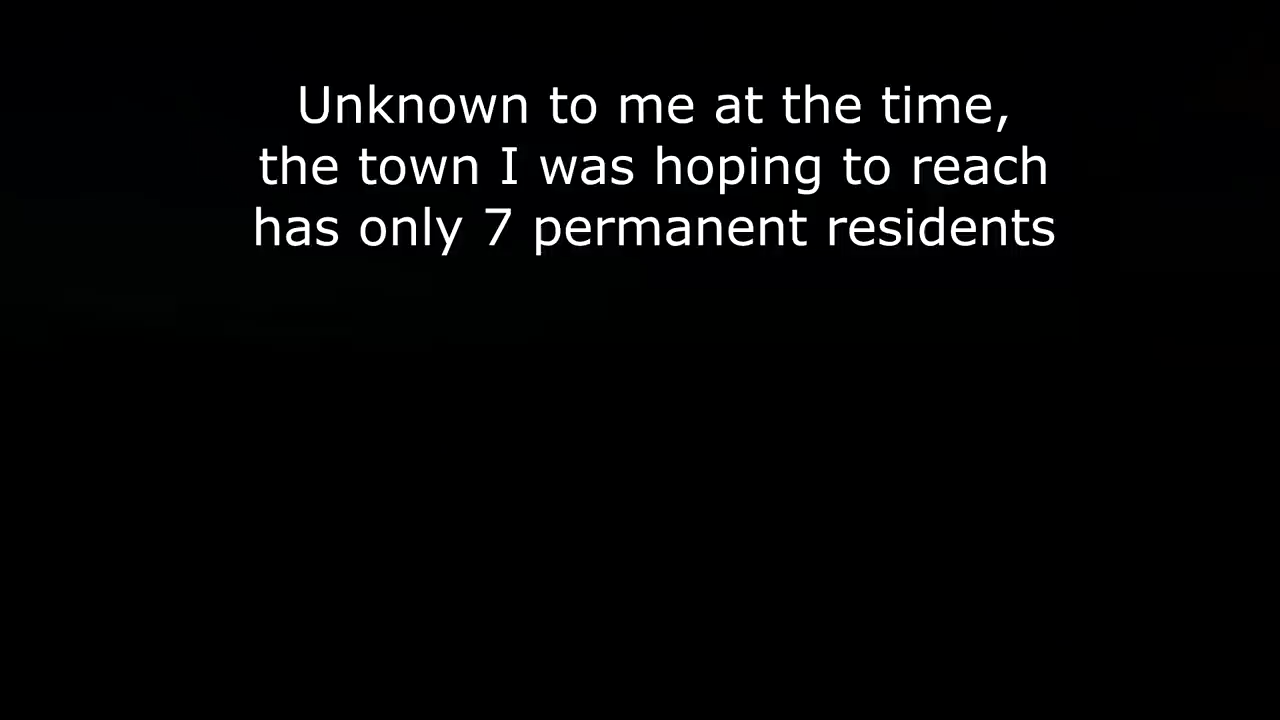 Unknown to me at the time,
the town I was hoping to reach
has only 7 permanent residents